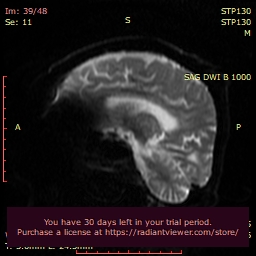 Im: 39/48
Se: 11
STP130
STP130
M
S
SAG DWI B 1000
A
P
You have 30 days left in your trial period.
Purchase a license at https://radiantviewer.com/store/